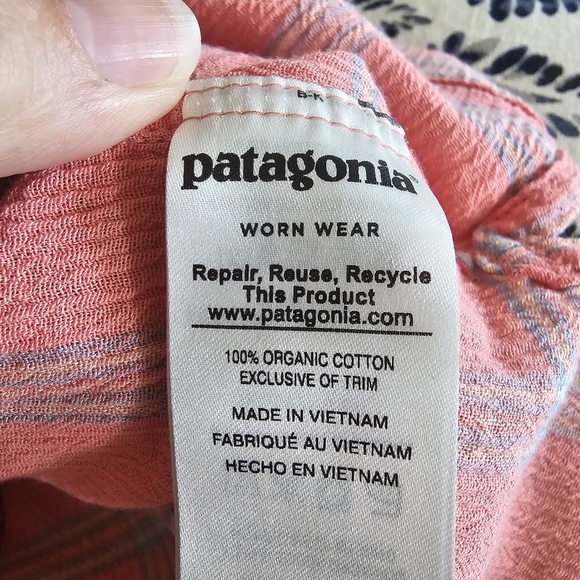 B-K
patagonia®
WORN WEAR
Repair, Reuse, Recycle
This Product
www.patagonia.com
100% ORGANIC COTTON
EXCLUSIVE OF TRIM
MADE IN VIETNAM
FABRIQUÉ AU VIETNAM
HECHO EN VIETNAM